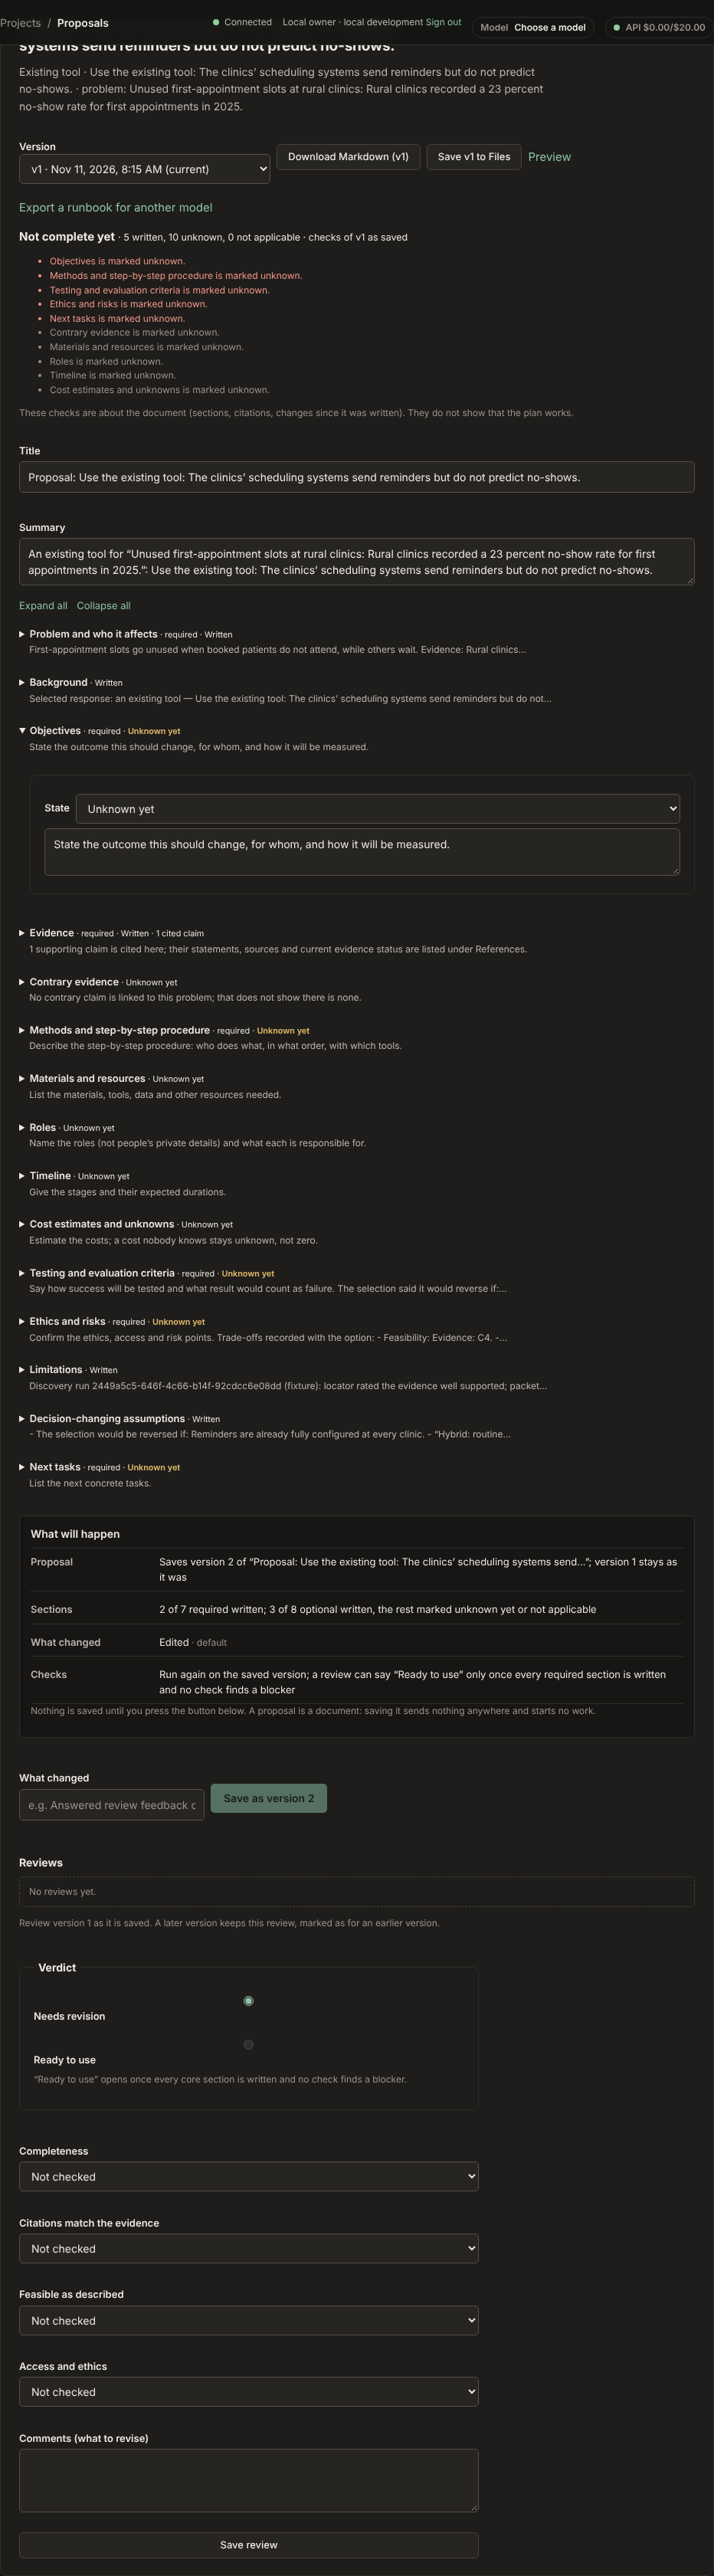 Projects / Proposals
Connected
Local owner · local development Sign out
Model Choose a model
API $0.00/$20.00
systems send reminders but do not predict no-shows.
Existing tool · Use the existing tool: The clinics’ scheduling systems send reminders but do not predict
no-shows. · problem: Unused first-appointment slots at rural clinics: Rural clinics recorded a 23 percent
no-show rate for first appointments in 2025.
Version
v1 · Nov 11, 2026, 8:15 AM (current)
Download Markdown (v1)
Save v1 to Files
Preview
Export a runbook for another model
Not complete yet · 5 written, 10 unknown, 0 not applicable · checks of v1 as saved
• Objectives is marked unknown.
• Methods and step-by-step procedure is marked unknown.
• Testing and evaluation criteria is marked unknown.
• Ethics and risks is marked unknown.
• Next tasks is marked unknown.
• Contrary evidence is marked unknown.
• Materials and resources is marked unknown.
• Roles is marked unknown.
• Timeline is marked unknown.
• Cost estimates and unknowns is marked unknown.
These checks are about the document (sections, citations, changes since it was written). They do not show that the plan works.
Title
Proposal: Use the existing tool: The clinics’ scheduling systems send reminders but do not predict no-shows.
Summary
An existing tool for “Unused first-appointment slots at rural clinics: Rural clinics recorded a 23 percent no-show rate for first
appointments in 2025.”: Use the existing tool: The clinics’ scheduling systems send reminders but do not predict no-shows.
Expand all Collapse all
Problem and who it affects · required · Written
First-appointment slots go unused when booked patients do not attend, while others wait. Evidence: Rural clinics…
Background · Written
Selected response: an existing tool — Use the existing tool: The clinics’ scheduling systems send reminders but do not…
Objectives · required · Unknown yet
State the outcome this should change, for whom, and how it will be measured.
State
Unknown yet
State the outcome this should change, for whom, and how it will be measured.
Evidence · required · Written · 1 cited claim
1 supporting claim is cited here; their statements, sources and current evidence status are listed under References.
Contrary evidence · Unknown yet
No contrary claim is linked to this problem; that does not show there is none.
Methods and step-by-step procedure · required · Unknown yet
Describe the step-by-step procedure: who does what, in what order, with which tools.
Materials and resources · Unknown yet
List the materials, tools, data and other resources needed.
Roles · Unknown yet
Name the roles (not people’s private details) and what each is responsible for.
Timeline · Unknown yet
Give the stages and their expected durations.
Cost estimates and unknowns · Unknown yet
Estimate the costs; a cost nobody knows stays unknown, not zero.
Testing and evaluation criteria · required · Unknown yet
Say how success will be tested and what result would count as failure. The selection said it would reverse if:…
Ethics and risks · required · Unknown yet
Confirm the ethics, access and risk points. Trade-offs recorded with the option: - Feasibility: Evidence: C4. -…
Limitations · Written
Discovery run 2449a5c5-646f-4c66-b14f-92cdcc6e08dd (fixture): locator rated the evidence well supported; packet…
Decision-changing assumptions · Written
- The selection would be reversed if: Reminders are already fully configured at every clinic. - “Hybrid: routine…
Next tasks · required · Unknown yet
List the next concrete tasks.
What will happen
Proposal
Saves version 2 of “Proposal: Use the existing tool: The clinics’ scheduling systems send…”; version 1 stays as
it was
Sections
2 of 7 required written; 3 of 8 optional written, the rest marked unknown yet or not applicable
What changed
Edited · default
Checks
Run again on the saved version; a review can say “Ready to use” only once every required section is written
and no check finds a blocker
Nothing is saved until you press the button below. A proposal is a document: saving it sends nothing anywhere and starts no work.
What changed
e.g. Answered review feedback
Save as version 2
Reviews
No reviews yet.
Review version 1 as it is saved. A later version keeps this review, marked as for an earlier version.
Verdict
Needs revision
Ready to use
“Ready to use” opens once every core section is written and no check finds a blocker.
Completeness
Not checked
Citations match the evidence
Not checked
Feasible as described
Not checked
Access and ethics
Not checked
Comments (what to revise)
Save review